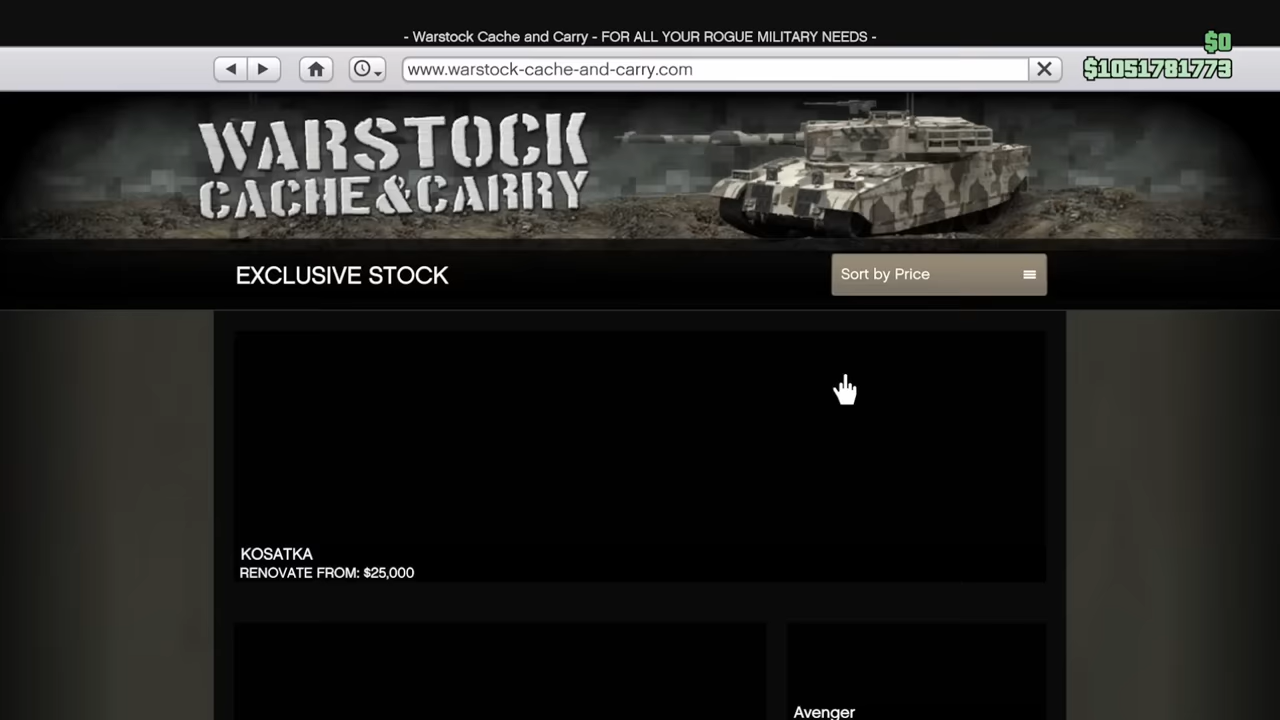 - Warstock Cache and Carry - FOR ALL YOUR ROGUE MILITARY NEEDS -
$0
www.warstock-cache-and-carry.com
$1051781773
WARSTOCK
CACHE&CARRY
EXCLUSIVE STOCK
Sort by Price
KOSATKA
RENOVATE FROM: $25,000
Avenger